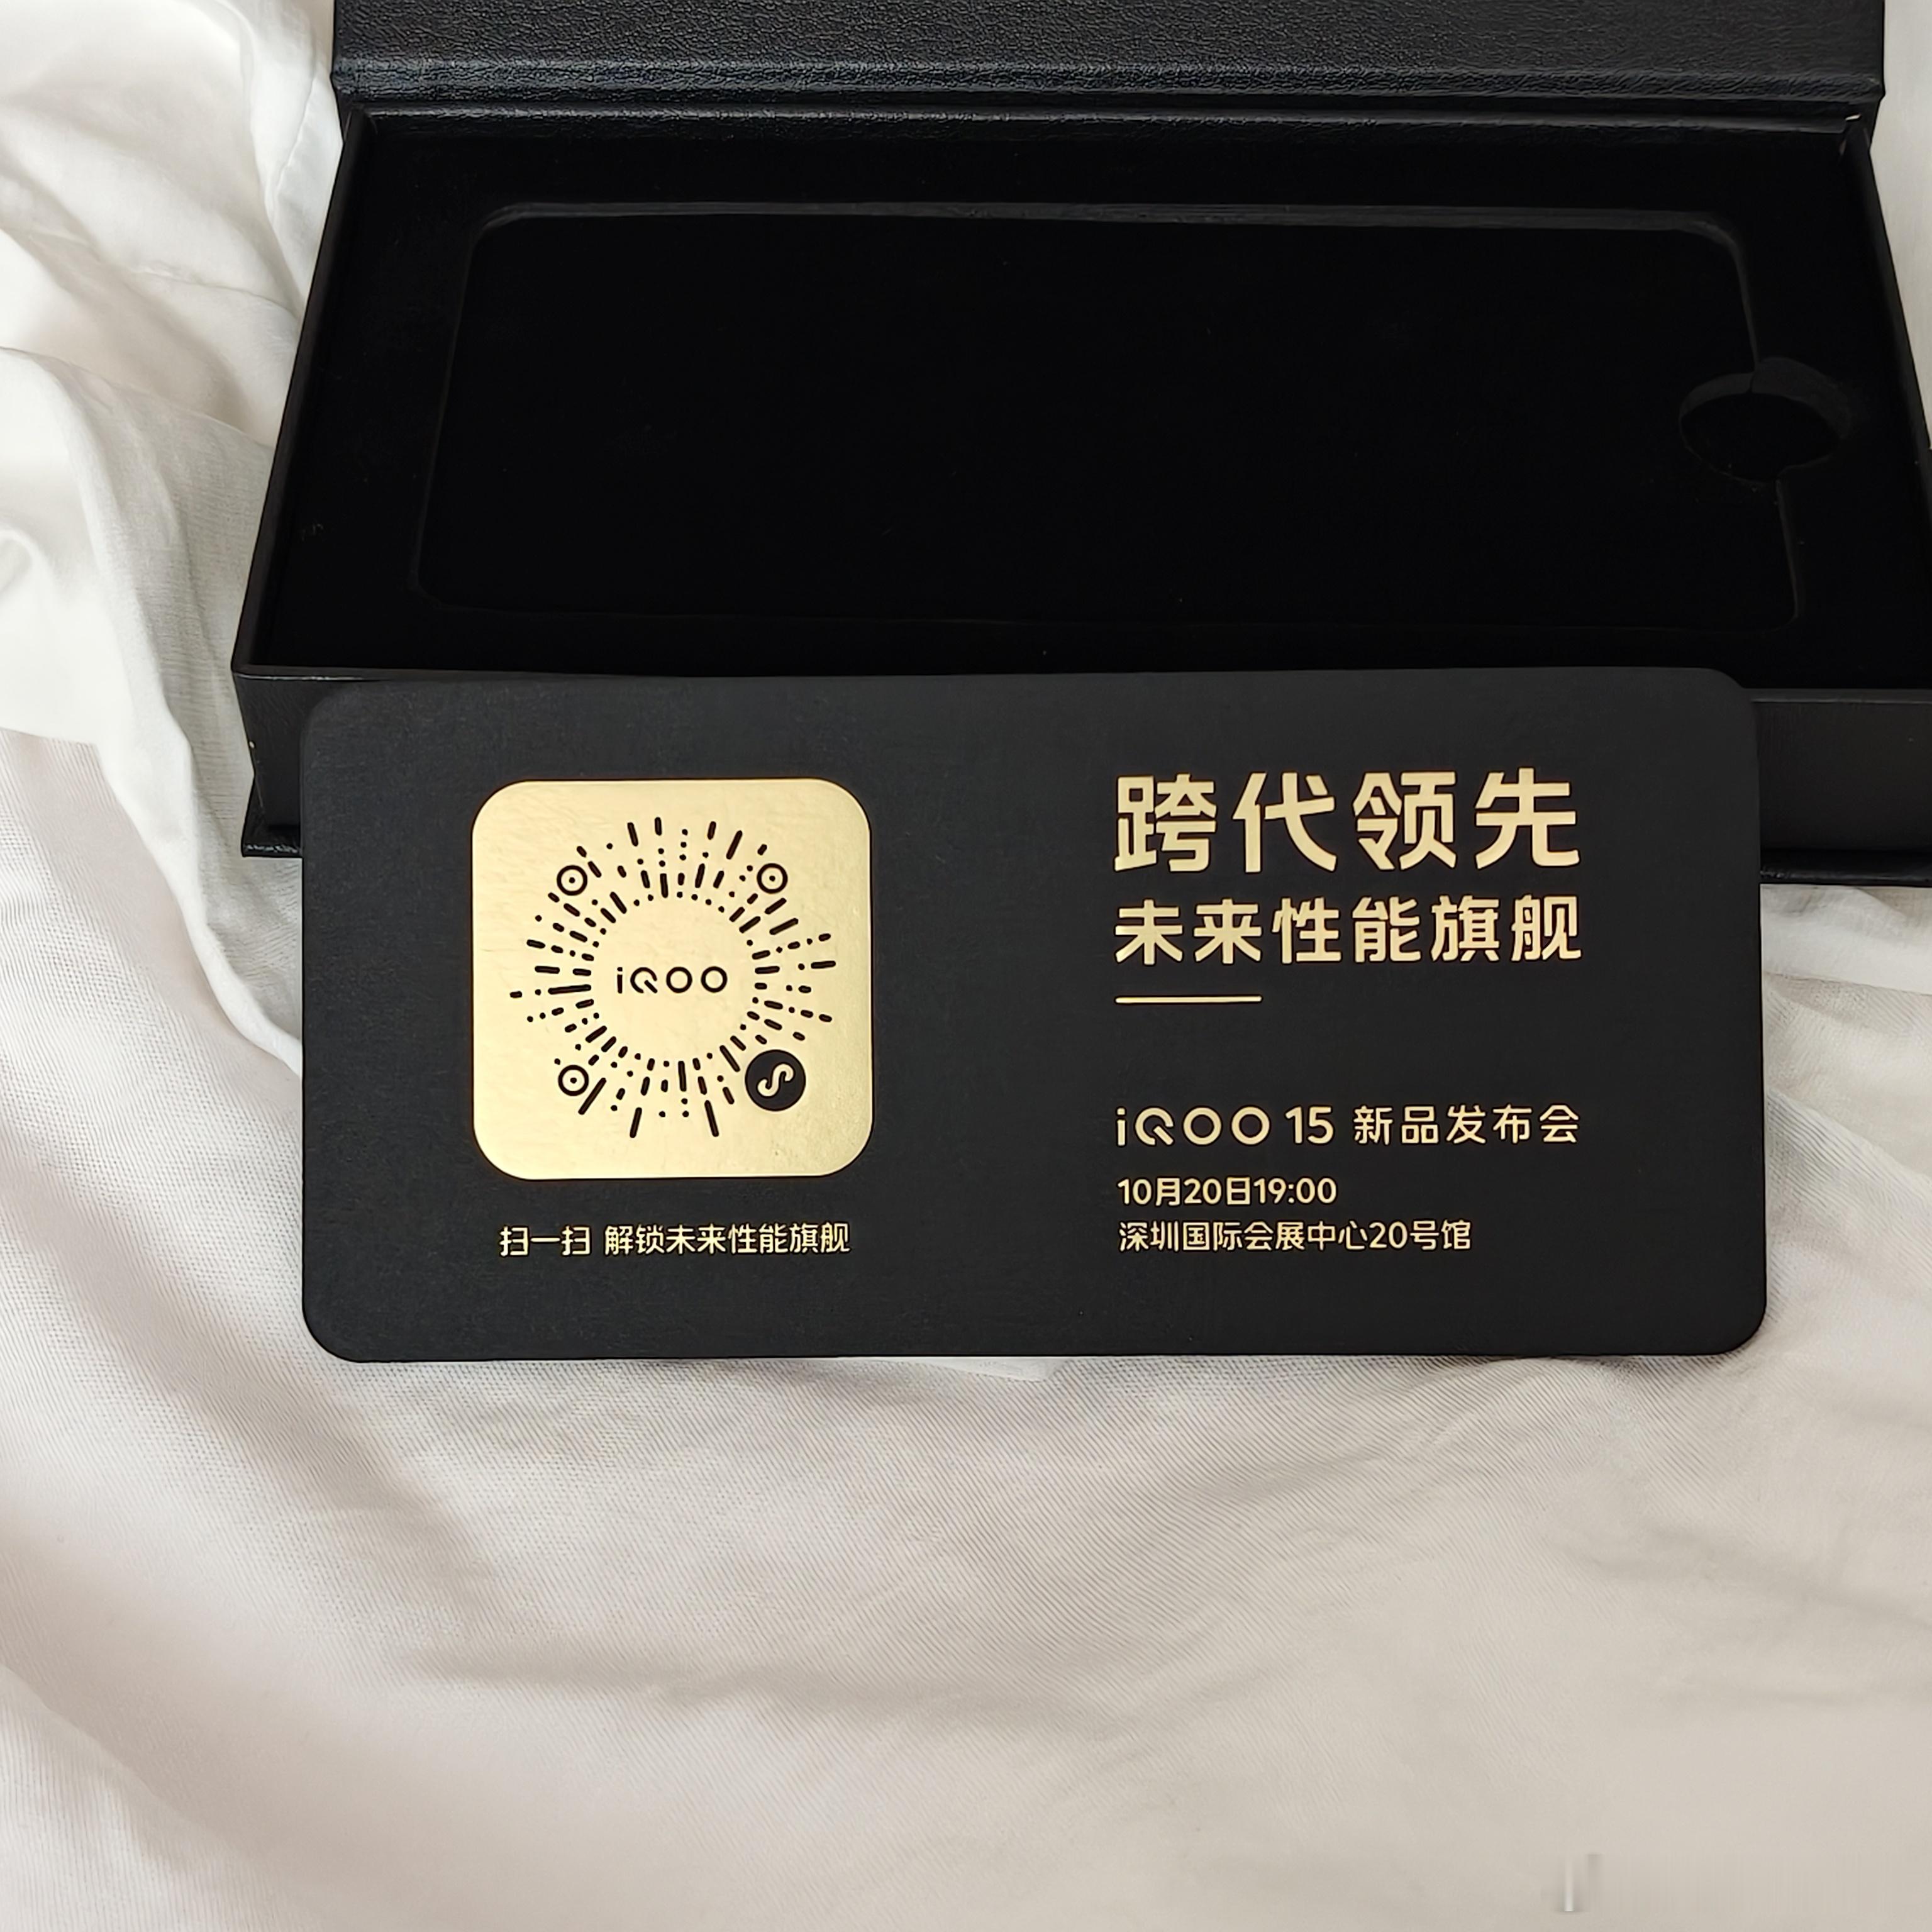 iQOO
扫一扫 解锁未来性能旗舰
跨代领先
未来性能旗舰
iQOO 15 新品发布会
10月20日19:00
深圳国际会展中心20号馆